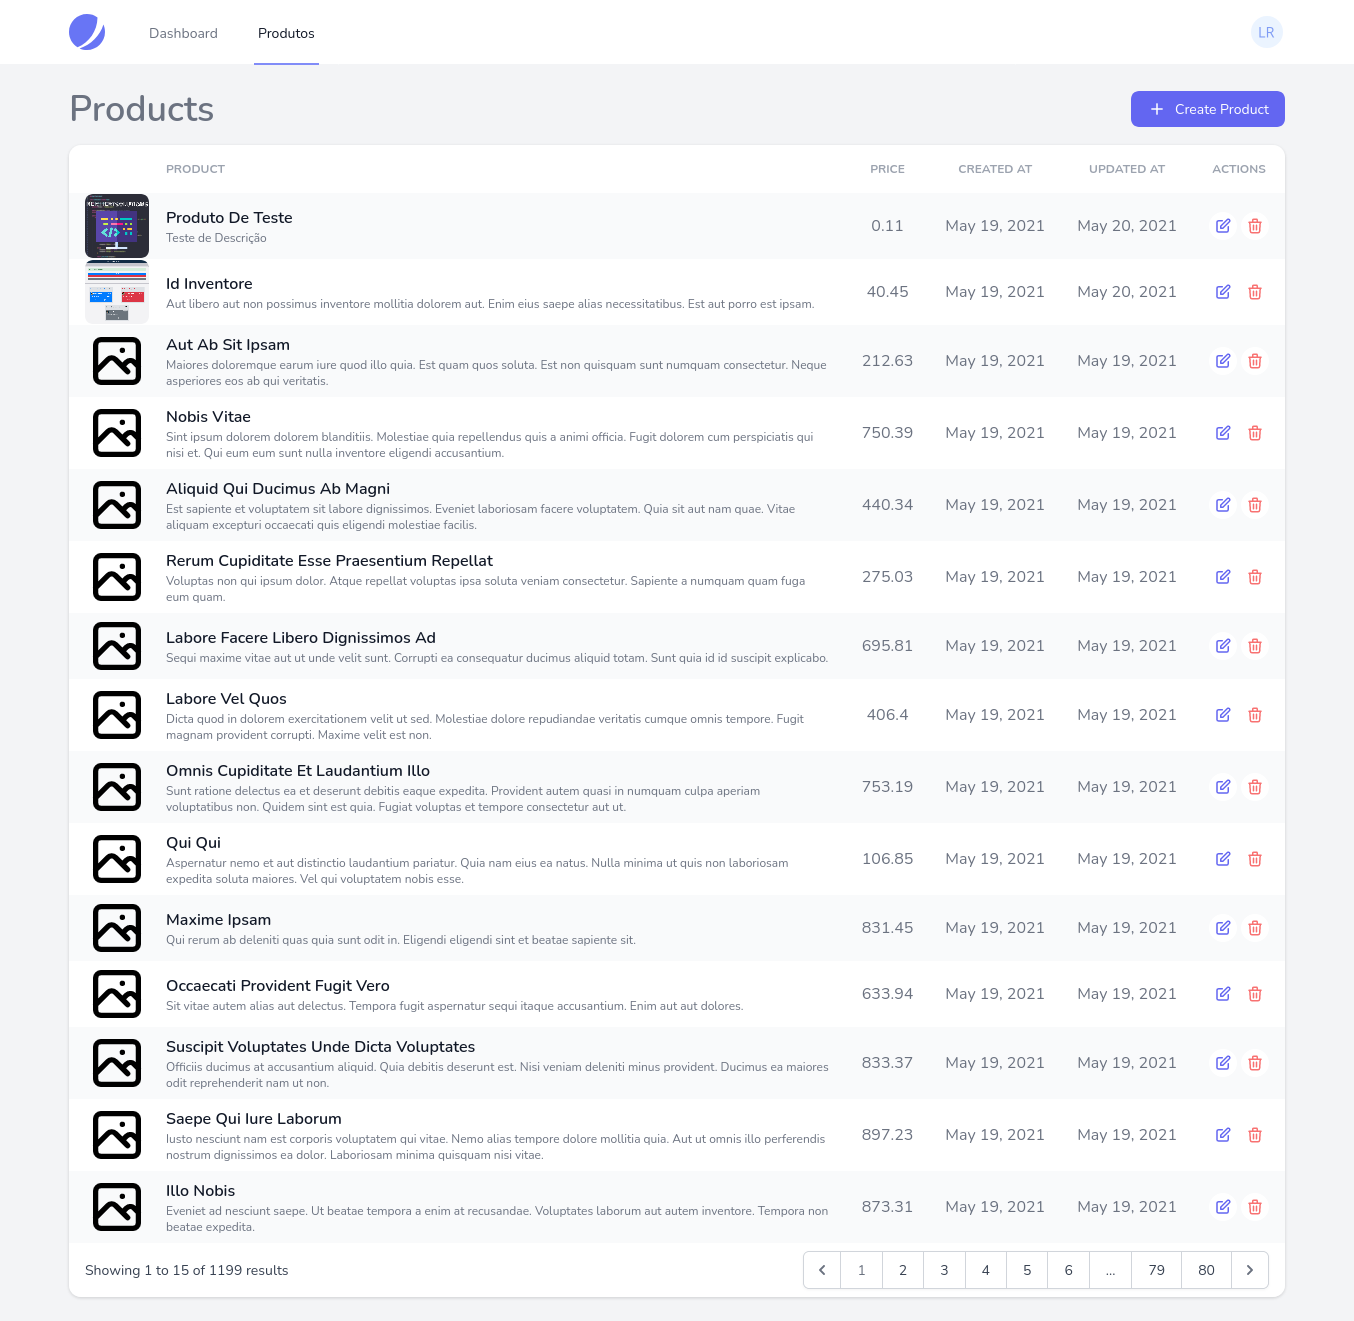 Dashboard Produtos LR
Products
Create Product
PRODUCT PRICE CREATED AT UPDATED AT ACTIONS
Produto De Teste
Teste de Descrição
0.11 May 19, 2021 May 20, 2021
Id Inventore
Aut libero aut non possimus inventore mollitia dolorem aut. Enim eius saepe alias necessitatibus. Est aut porro est ipsam.
40.45 May 19, 2021 May 20, 2021
Aut Ab Sit Ipsam
Maiores doloremque earum iure quod illo quia. Est quam quos soluta. Est non quisquam sunt numquam consectetur. Neque
asperiores eos ab qui veritatis.
212.63 May 19, 2021 May 19, 2021
Nobis Vitae
Sint ipsum dolorem dolorem blanditiis. Molestiae quia repellendus quis a animi officia. Fugit dolorem cum perspiciatis qui
nisi et. Qui eum eum sunt nulla inventore eligendi accusantium.
750.39 May 19, 2021 May 19, 2021
Aliquid Qui Ducimus Ab Magni
Est sapiente et voluptatem sit labore dignissimos. Eveniet laboriosam facere voluptatem. Quia sit aut nam quae. Vitae
aliquam excepturi occaecati quis eligendi molestiae facilis.
440.34 May 19, 2021 May 19, 2021
Rerum Cupiditate Esse Praesentium Repellat
Voluptas non qui ipsum dolor. Atque repellat voluptas ipsa soluta veniam consectetur. Sapiente a numquam quam fuga
eum quam.
275.03 May 19, 2021 May 19, 2021
Labore Facere Libero Dignissimos Ad
Sequi maxime vitae aut ut unde velit sunt. Corrupti ea consequatur ducimus aliquid totam. Sunt quia id id suscipit explicabo.
695.81 May 19, 2021 May 19, 2021
Labore Vel Quos
Dicta quod in dolorem exercitationem velit ut sed. Molestiae dolore repudiandae veritatis cumque omnis tempore. Fugit
magnam provident corrupti. Maxime velit est non.
406.4 May 19, 2021 May 19, 2021
Omnis Cupiditate Et Laudantium Illo
Sunt ratione delectus ea et deserunt debitis eaque expedita. Provident autem quasi in numquam culpa aperiam
voluptatibus non. Quidem sint est quia. Fugiat voluptas et tempore consectetur aut ut.
753.19 May 19, 2021 May 19, 2021
Qui Qui
Aspernatur nemo et aut distinctio laudantium pariatur. Quia nam eius ea natus. Nulla minima ut quis non laboriosam
expedita soluta maiores. Vel qui voluptatem nobis esse.
106.85 May 19, 2021 May 19, 2021
Maxime Ipsam
Qui rerum ab deleniti quas quia sunt odit in. Eligendi eligendi sint et beatae sapiente sit.
831.45 May 19, 2021 May 19, 2021
Occaecati Provident Fugit Vero
Sit vitae autem alias aut delectus. Tempora fugit aspernatur sequi itaque accusantium. Enim aut aut dolores.
633.94 May 19, 2021 May 19, 2021
Suscipit Voluptates Unde Dicta Voluptates
Officiis ducimus at accusantium aliquid. Quia debitis deserunt est. Nisi veniam deleniti minus provident. Ducimus ea maiores
odit reprehenderit nam ut non.
833.37 May 19, 2021 May 19, 2021
Saepe Qui Iure Laborum
Iusto nesciunt nam est corporis voluptatem qui vitae. Nemo alias tempore dolore mollitia quia. Aut ut omnis illo perferendis
nostrum dignissimos ea dolor. Laboriosam minima quisquam nisi vitae.
897.23 May 19, 2021 May 19, 2021
Illo Nobis
Eveniet ad nesciunt saepe. Ut beatae tempora a enim at recusandae. Voluptates laborum aut autem inventore. Tempora non
beatae expedita.
873.31 May 19, 2021 May 19, 2021
Showing 1 to 15 of 1199 results 1 2 3 4 5 6 ... 79 80